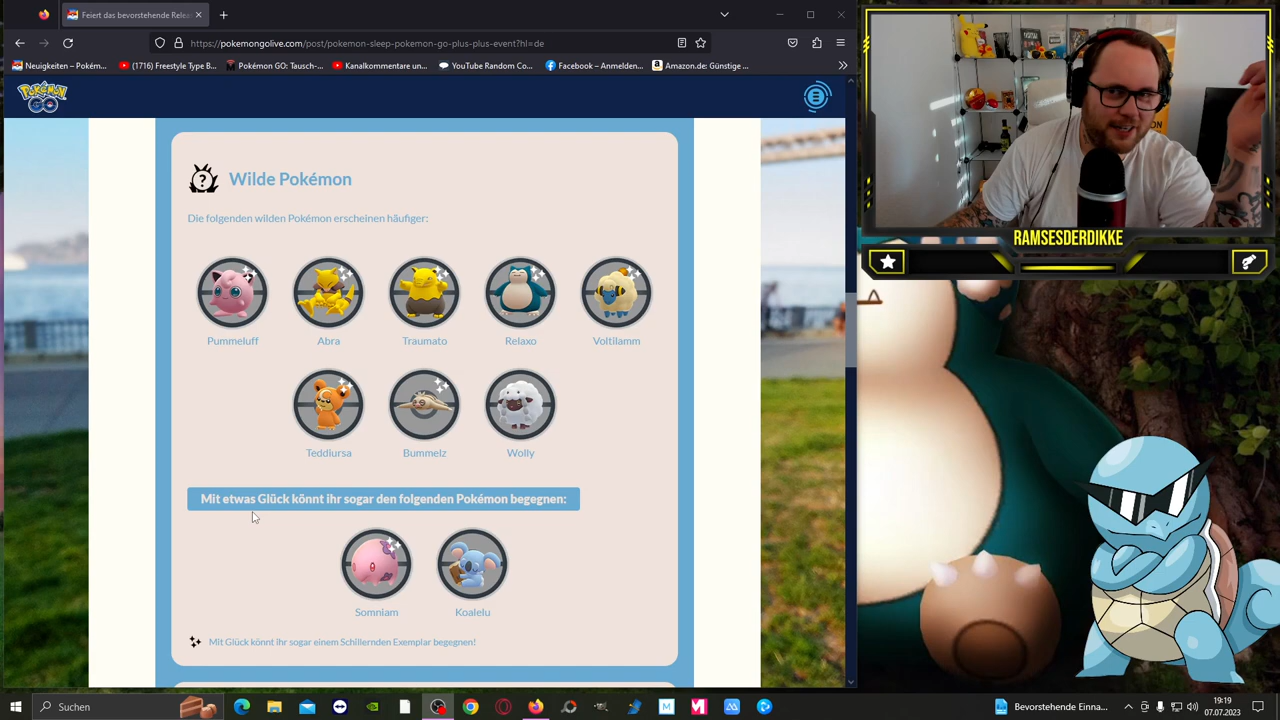 Feiert das bevorstehende Relea
https://pokemongolive.com/post/pokemon-sleep-pokemon-go-plus-plus-event?hl=de
Neuigkeiten – Pokém...
(1716) Freestyle Type B...
Pokémon GO: Tausch-...
Kanalkommentare un...
YouTube Random Co...
Facebook – Anmelden...
Amazon.de: Günstige ...
POKÉMON
GO
Wilde Pokémon
Die folgenden wilden Pokémon erscheinen häufiger:
Pummeluff
Abra
Traumato
Relaxo
Voltilamm
Teddiursa
Bummelz
Wolly
Mit etwas Glück könnt ihr sogar den folgenden Pokémon begegnen:
Somniam
Koalelu
Mit Glück könnt ihr sogar einem Schillernden Exemplar begegnen!
RAMSESDERDIKKE
Suchen
Bevorstehende Einna...
19:19
07.07.2023